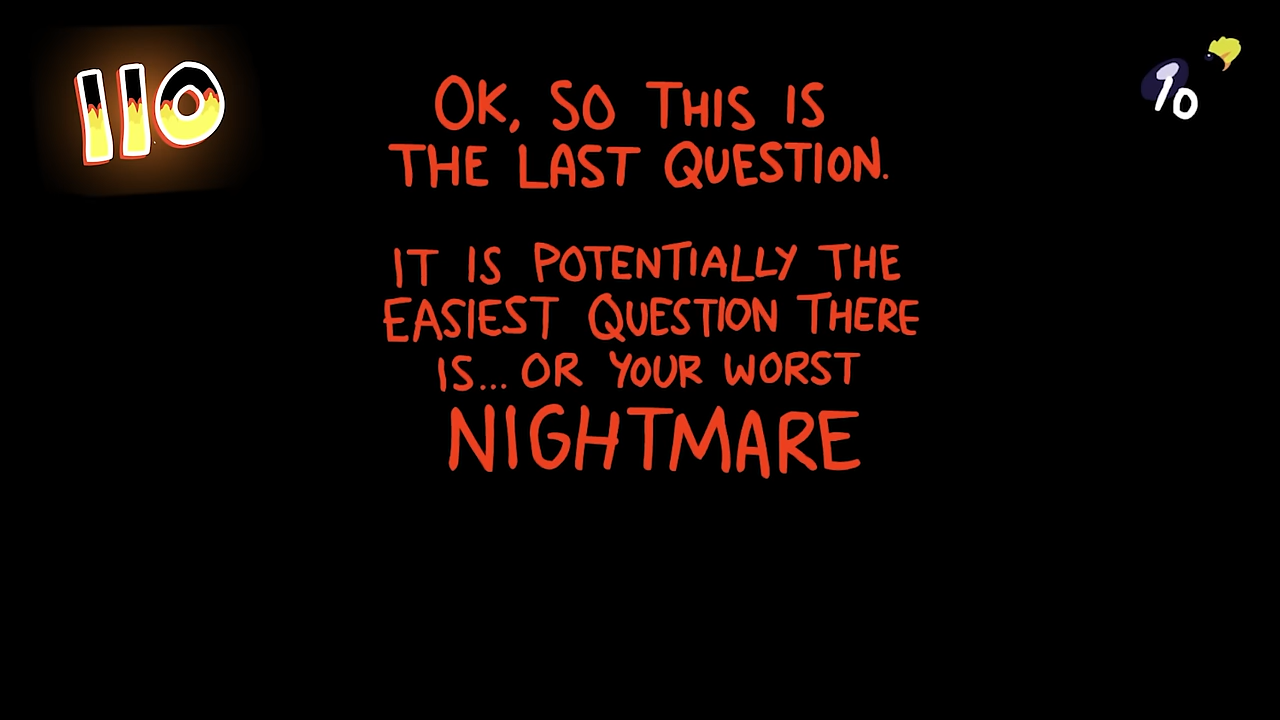 110
10
OK, SO THIS IS
THE LAST QUESTION.
IT IS POTENTIALLY THE
EASIEST QUESTION THERE
IS... OR YOUR WORST
NIGHTMARE